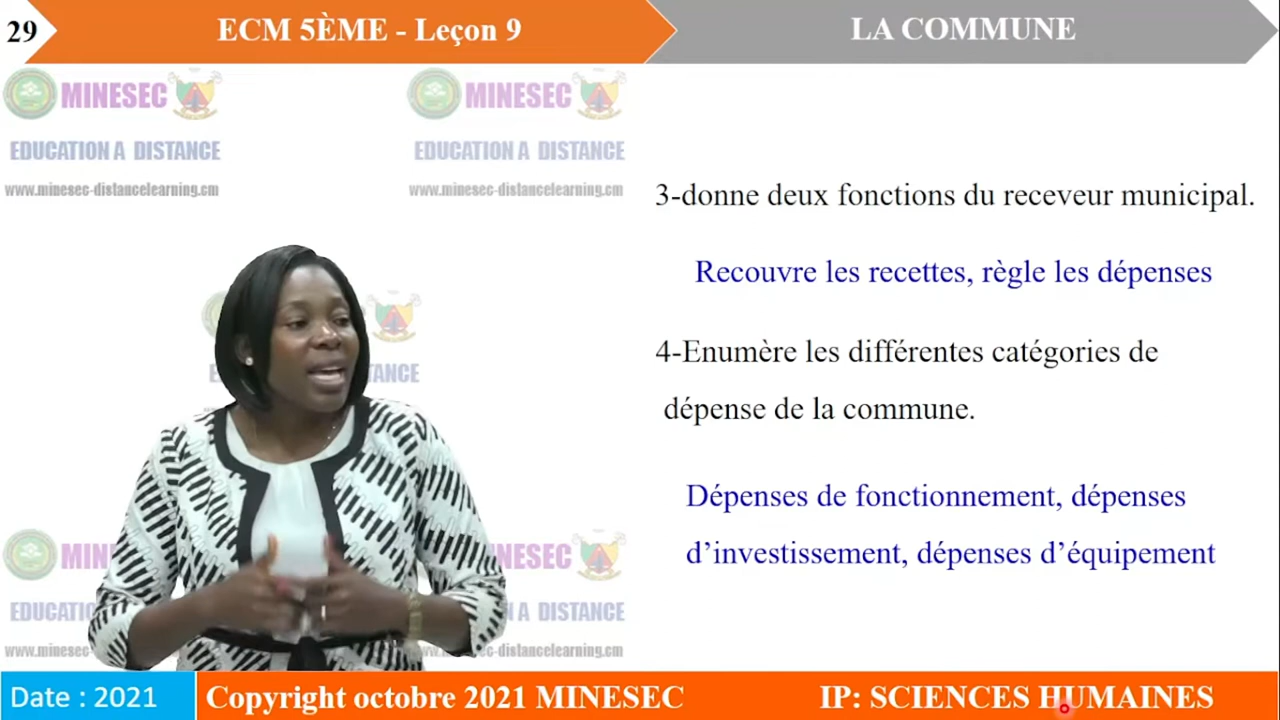 29
ECM 5ÈME - Leçon 9
LA COMMUNE
MINESEC
EDUCATION A DISTANCE
www.minesec-distancelearning.cm
MINESEC
EDUCATION A DISTANCE
www.minesec-distancelearning.cm
3-donne deux fonctions du receveur municipal.
Recouvre les recettes, règle les dépenses
4-Enumère les différentes catégories de
dépense de la commune.
Dépenses de fonctionnement, dépenses
d’investissement, dépenses d’équipement
Date : 2021
Copyright octobre 2021 MINESEC
IP: SCIENCES HUMAINES